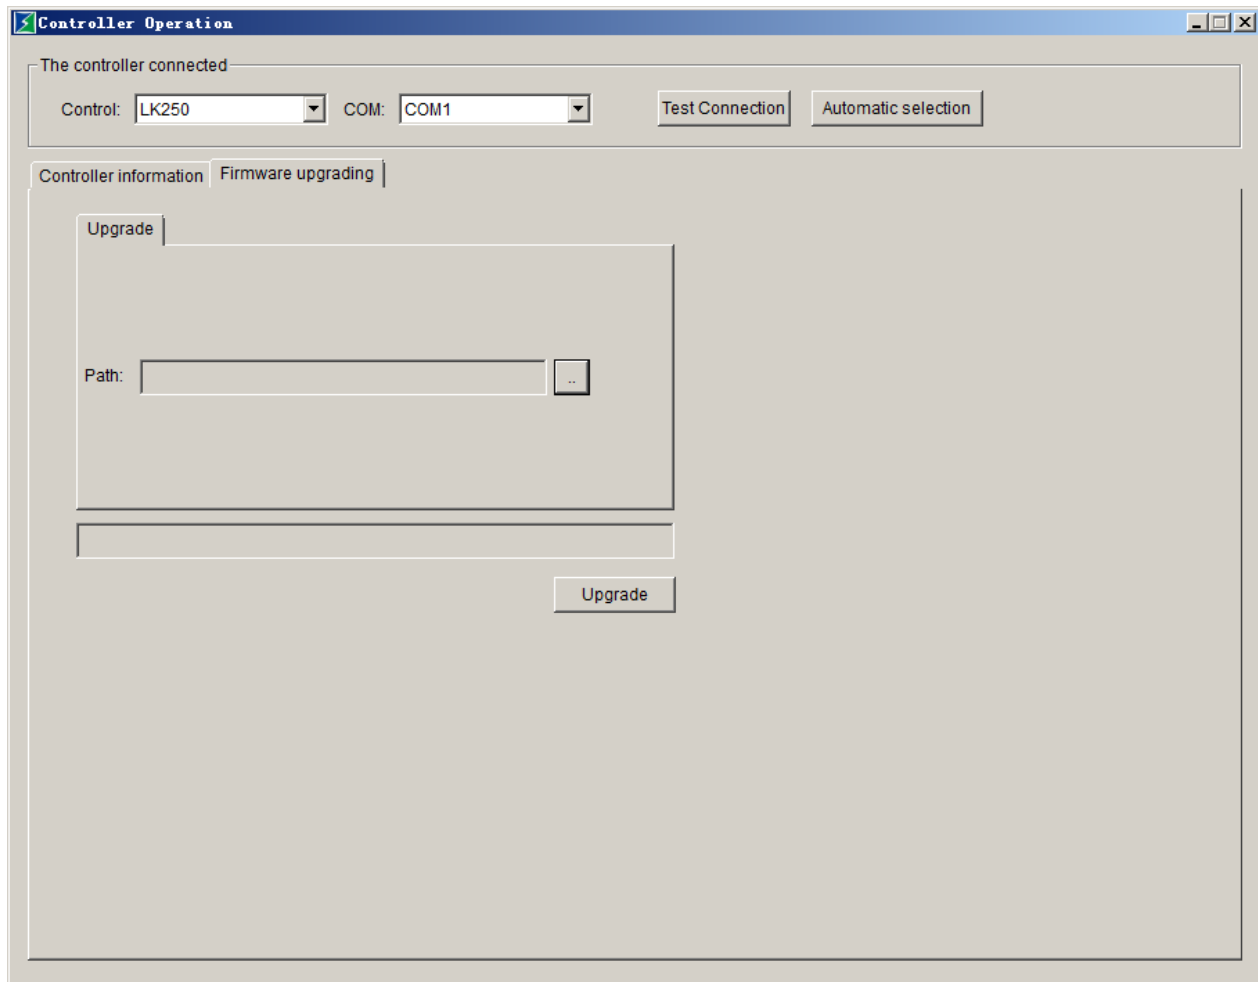 Controller Operation
The controller connected
Control: LK250 COM: COM1 Test Connection Automatic selection
Controller information Firmware upgrading
Upgrade
Path: ..
Upgrade